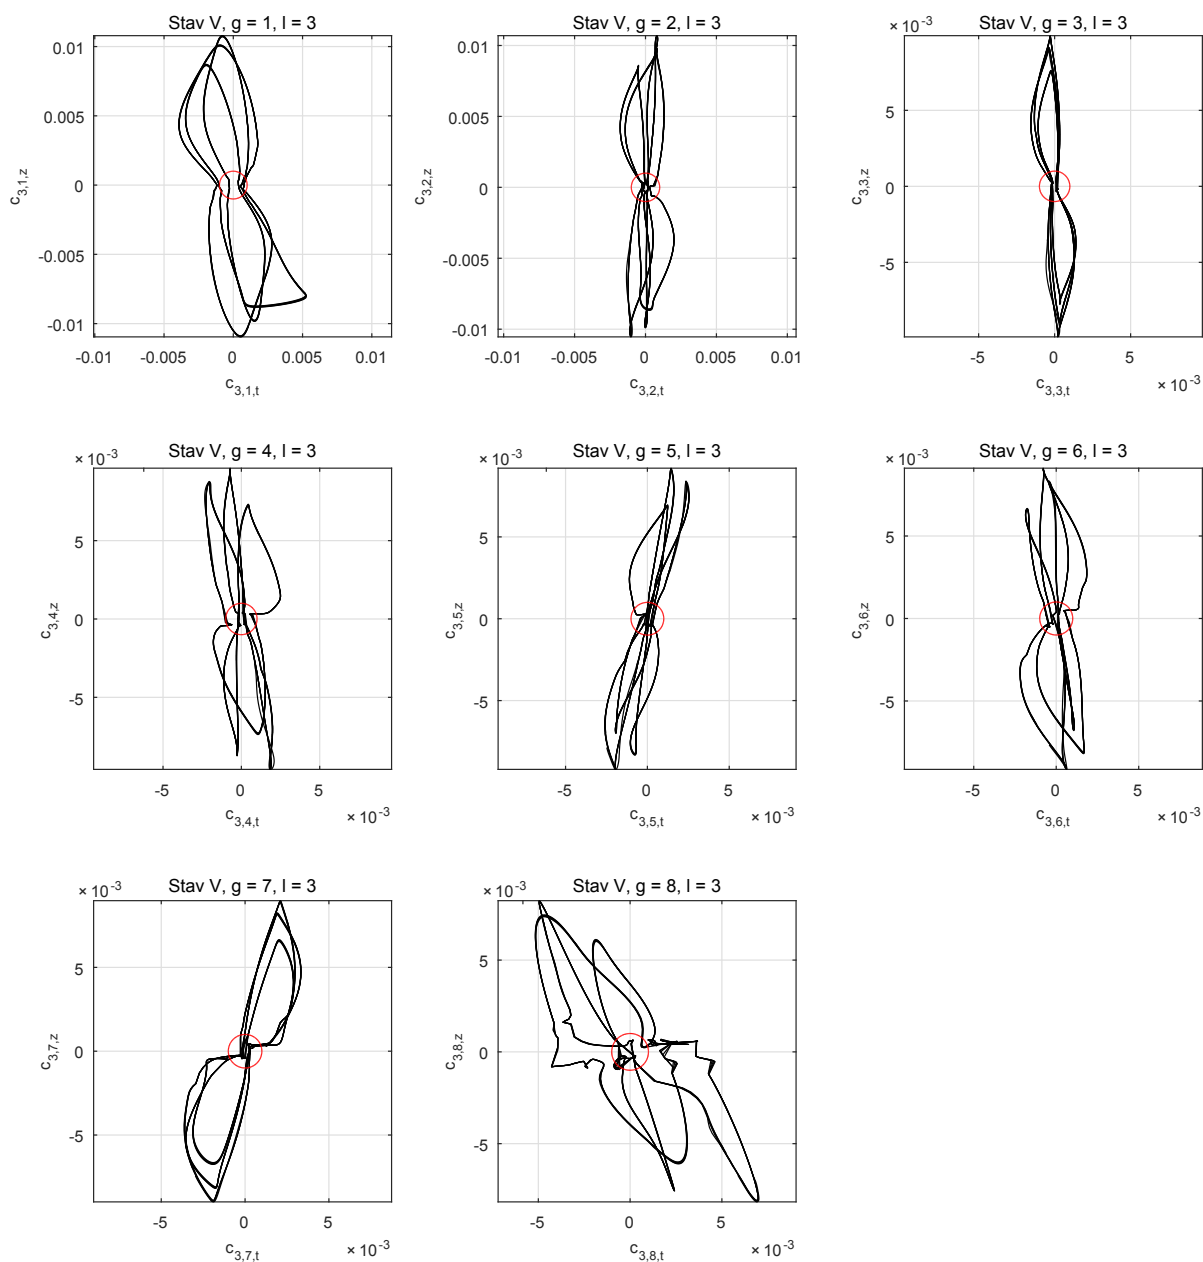 Stav V, g = 1, l = 3
0.01
0.005
0
-0.005
-0.01
c3,1,z
-0.01 -0.005 0 0.005 0.01
c3,1,t
Stav V, g = 2, l = 3
0.01
0.005
0
-0.005
-0.01
c3,2,z
-0.01 -0.005 0 0.005 0.01
c3,2,t
× 10-3
Stav V, g = 3, l = 3
5
0
-5
c3,3,z
-5 0 5
c3,3,t
× 10-3
× 10-3
Stav V, g = 4, l = 3
5
0
-5
c3,4,z
-5 0 5
c3,4,t
× 10-3
× 10-3
Stav V, g = 5, l = 3
5
0
-5
c3,5,z
-5 0 5
c3,5,t
× 10-3
× 10-3
Stav V, g = 6, l = 3
5
0
-5
c3,6,z
-5 0 5
c3,6,t
× 10-3
× 10-3
Stav V, g = 7, l = 3
5
0
-5
c3,7,z
-5 0 5
c3,7,t
× 10-3
× 10-3
Stav V, g = 8, l = 3
5
0
-5
c3,8,z
-5 0 5
c3,8,t
× 10-3